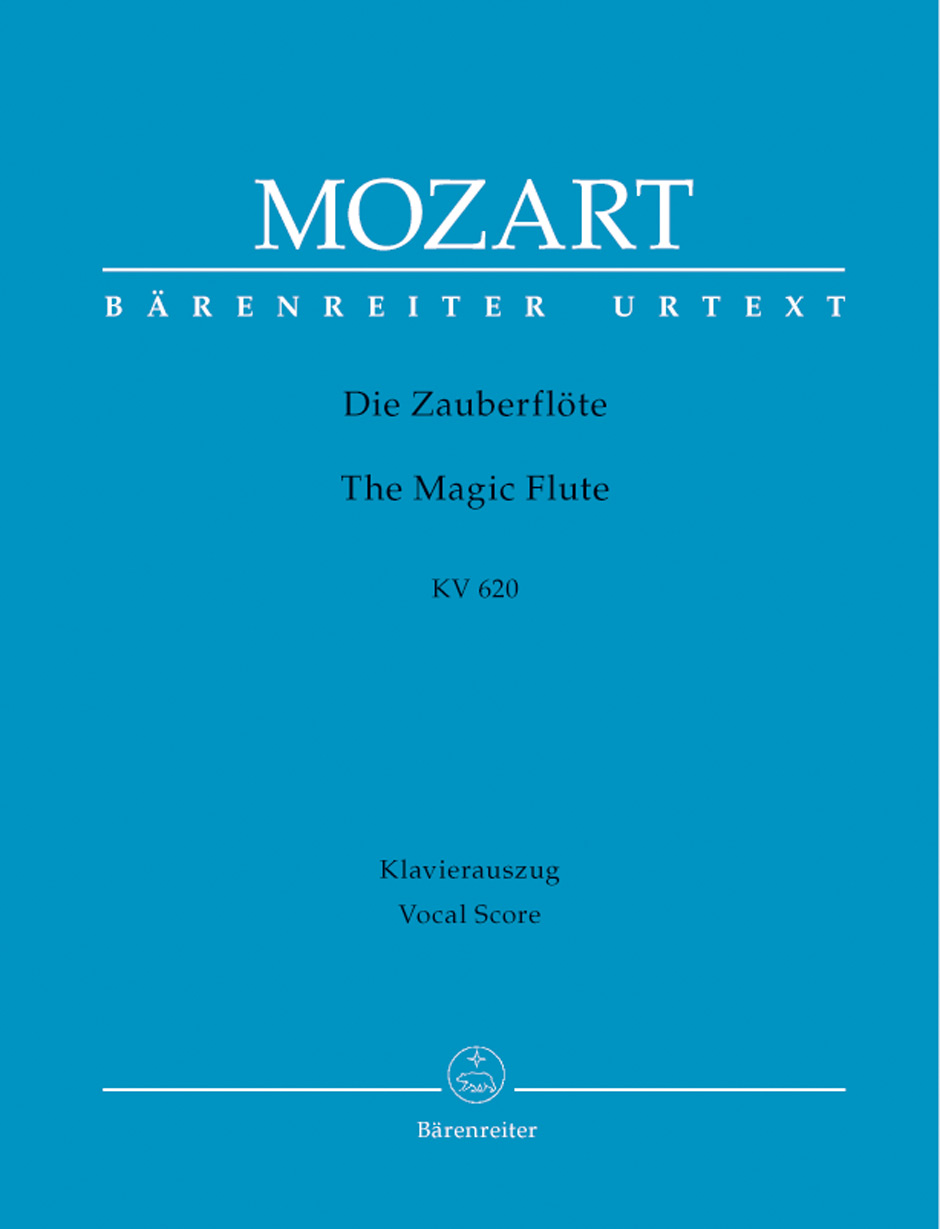 MOZART
BÄRENREITER URTEXT
Die Zauberflöte
The Magic Flute
KV 620
Klavierauszug
Vocal Score
Bärenreiter